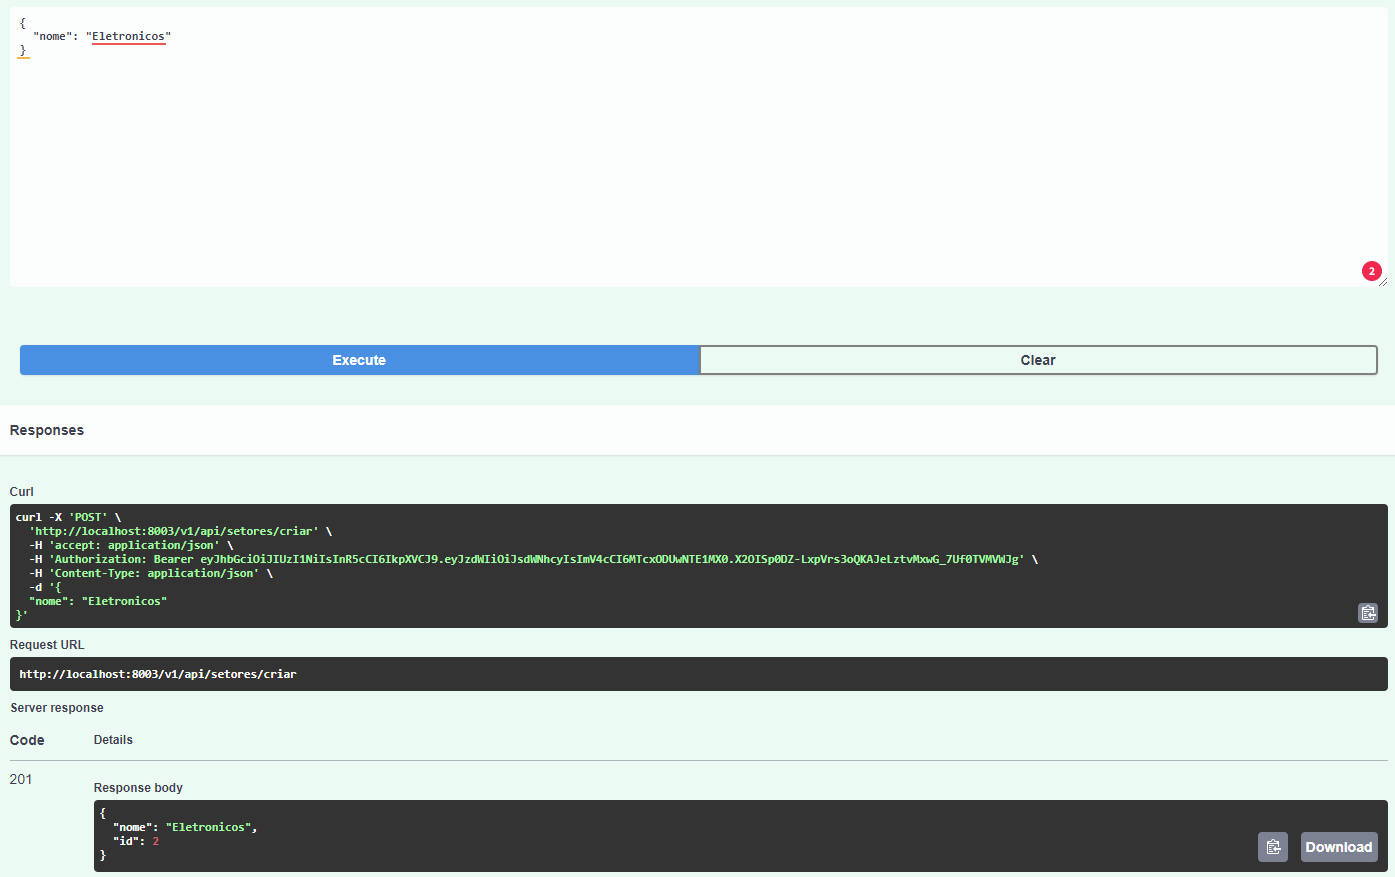 {
  "nome": "Eletronicos"
}
2
Execute
Clear
Responses
Curl
curl -X 'POST' \
  'http://localhost:8003/v1/api/setores/criar' \
  -H 'accept: application/json' \
  -H 'Authorization: Bearer eyJhbGciOiJIUzI1NiIsInR5cCI6IkpXVCJ9.eyJzdWIiOiJsdWNhcyIsImV4cCI6MTcxODUwNTE1MX0.X2OISp0DZ-LxpVrs3oQKAJeLztvMxwG_7Uf0TVMVWJg' \
  -H 'Content-Type: application/json' \
  -d '{
  "nome": "Eletronicos"
}'
Request URL
http://localhost:8003/v1/api/setores/criar
Server response
Code Details
201
Response body
{
  "nome": "Eletronicos",
  "id": 2
}
Download